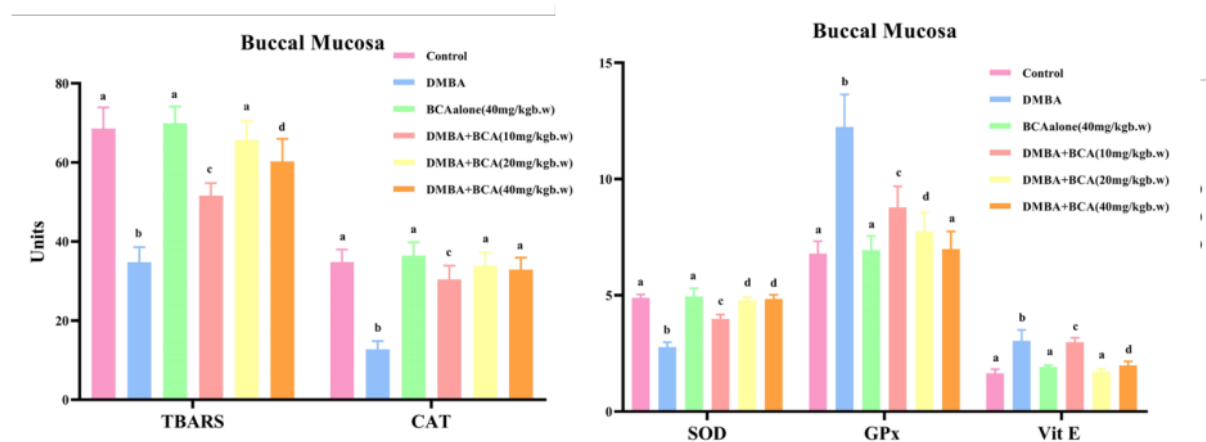 Buccal Mucosa
Control
DMBA
BCAalone(40mg/kgb.w)
DMBA+BCA(10mg/kgb.w)
DMBA+BCA(20mg/kgb.w)
DMBA+BCA(40mg/kgb.w)
Units
80
60
40
20
0
a b a c a d
a b a c a a
TBARS CAT
Buccal Mucosa
Control
DMBA
BCAalone(40mg/kgb.w)
DMBA+BCA(10mg/kgb.w)
DMBA+BCA(20mg/kgb.w)
DMBA+BCA(40mg/kgb.w)
15
10
5
0
a b a c d d
a b a c d a
a b a c a d
SOD GPx Vit E